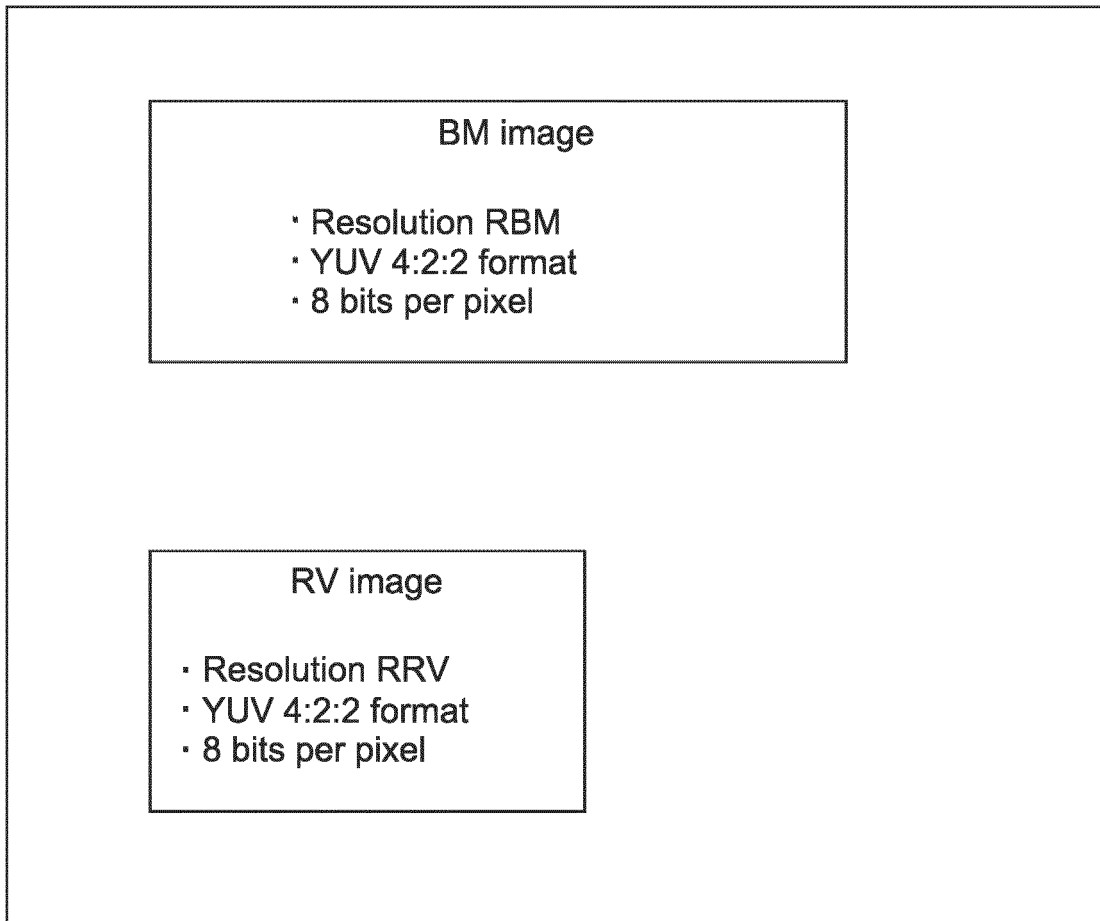 BM image
· Resolution RBM
· YUV 4:2:2 format
· 8 bits per pixel
RV image
· Resolution RRV
· YUV 4:2:2 format
· 8 bits per pixel